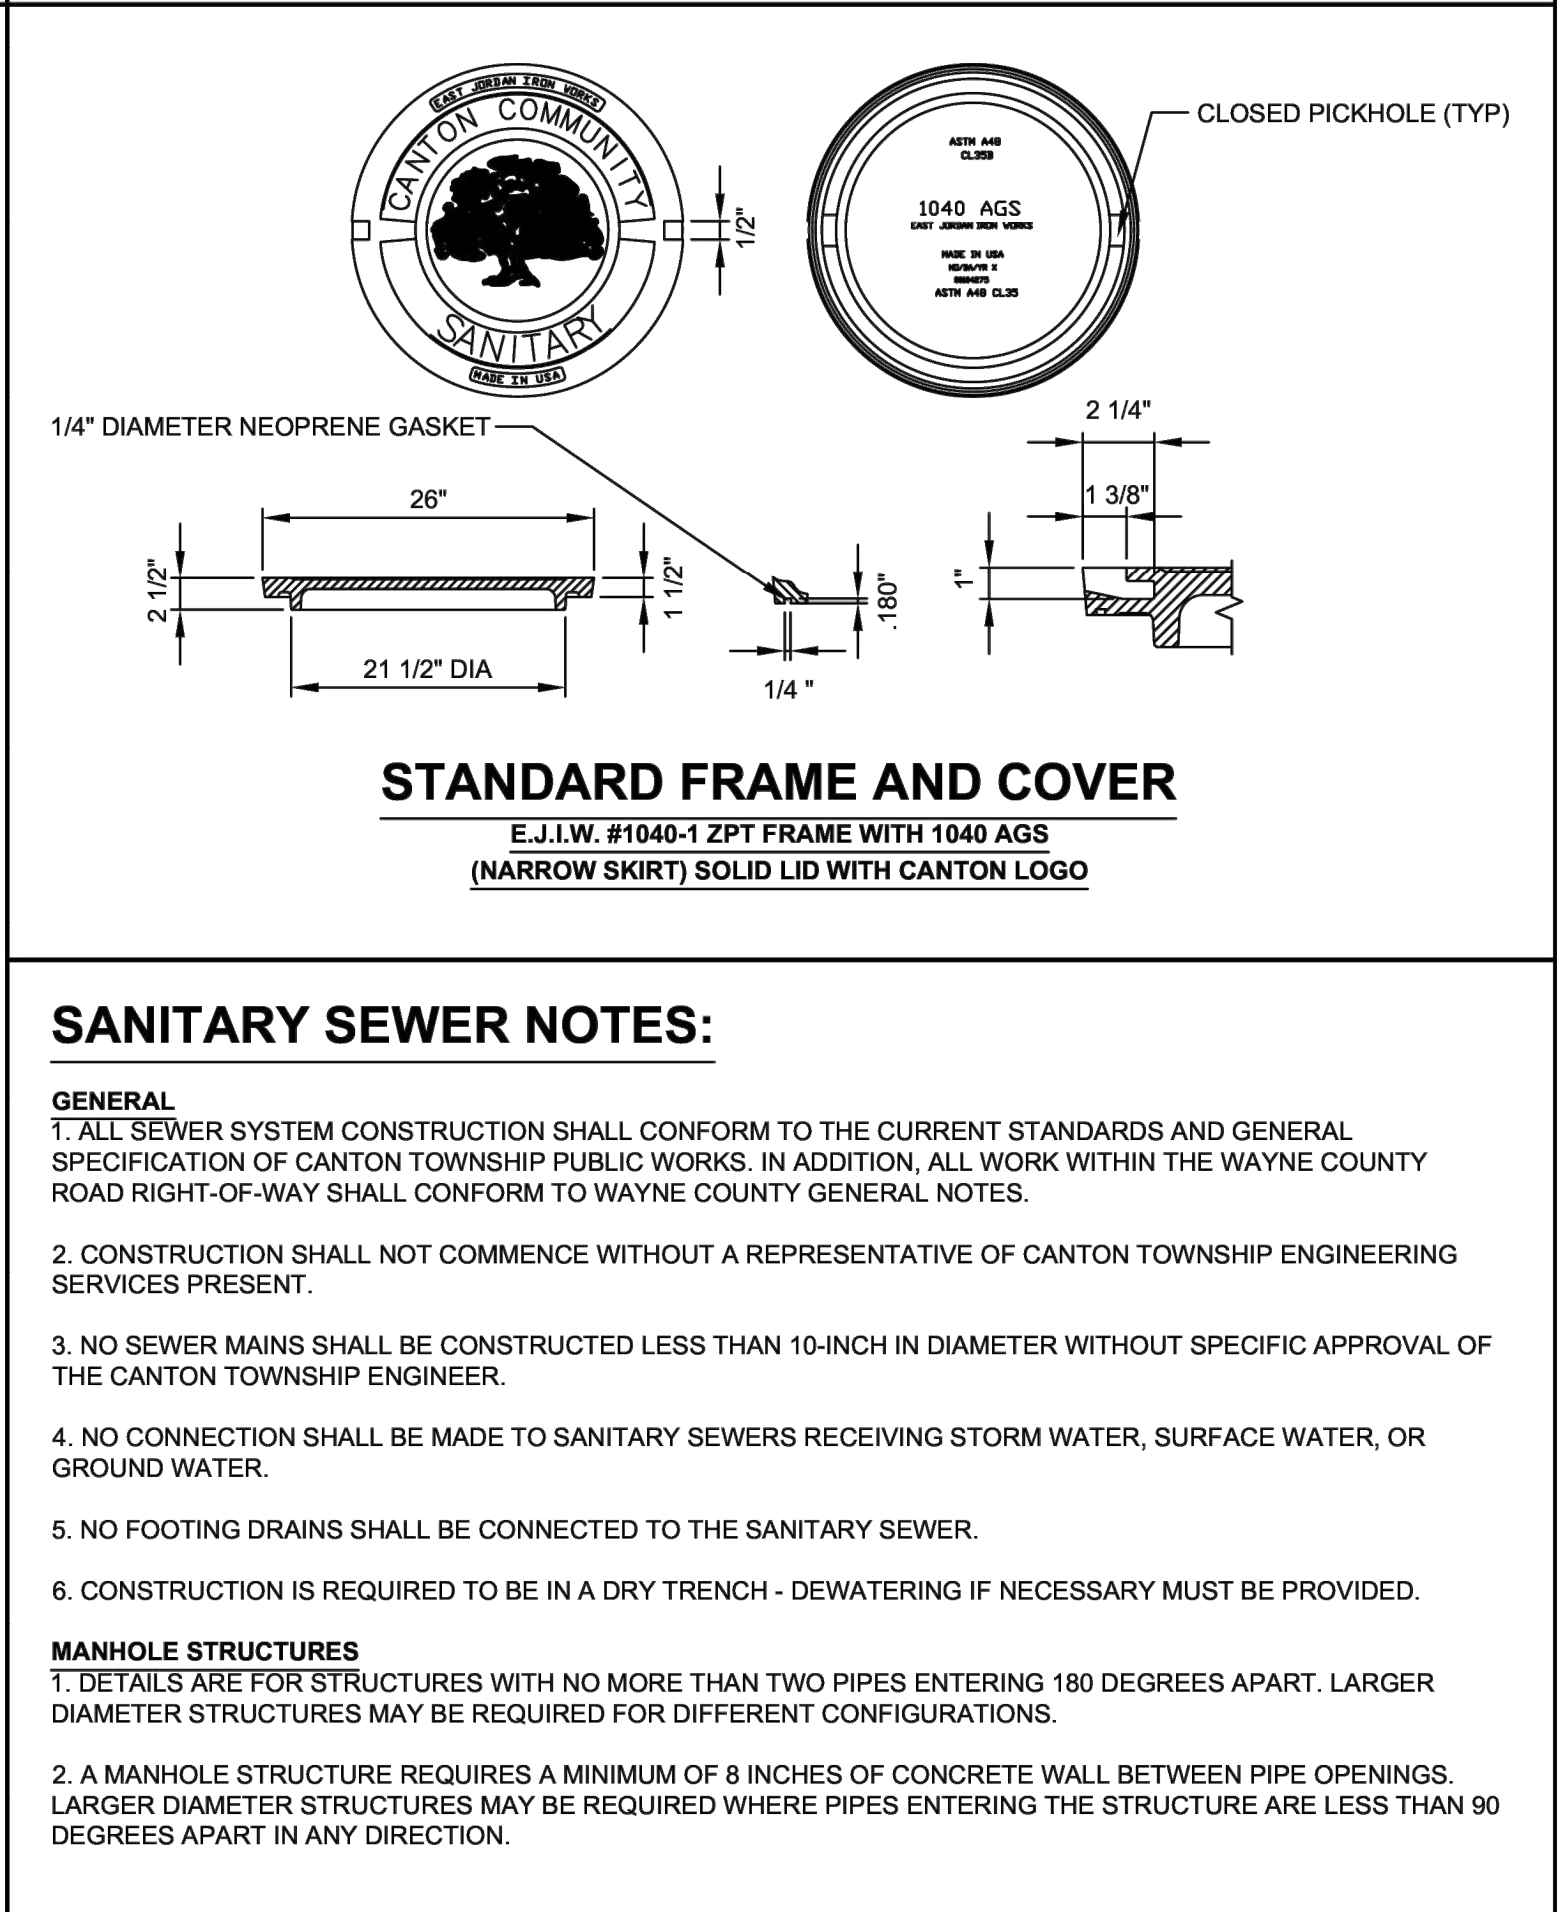 EAST JORDAN IRON WORKS
CANTON COMMUNITY
SANITARY
MADE IN USA
1/2"
CLOSED PICKHOLE (TYP)
ASTM A48
CL35B
1040 AGS
EAST JORDAN IRON WORKS
MADE IN USA
MO/DA/YR X
ASTM A48 CL35
1/4" DIAMETER NEOPRENE GASKET
26"
2 1/2"
1 1/2"
21 1/2" DIA
.180"
1/4 "
2 1/4"
1 3/8"
1"
STANDARD FRAME AND COVER
E.J.I.W. #1040-1 ZPT FRAME WITH 1040 AGS
(NARROW SKIRT) SOLID LID WITH CANTON LOGO
SANITARY SEWER NOTES:
GENERAL
1. ALL SEWER SYSTEM CONSTRUCTION SHALL CONFORM TO THE CURRENT STANDARDS AND GENERAL
SPECIFICATION OF CANTON TOWNSHIP PUBLIC WORKS. IN ADDITION, ALL WORK WITHIN THE WAYNE COUNTY
ROAD RIGHT-OF-WAY SHALL CONFORM TO WAYNE COUNTY GENERAL NOTES.
2. CONSTRUCTION SHALL NOT COMMENCE WITHOUT A REPRESENTATIVE OF CANTON TOWNSHIP ENGINEERING
SERVICES PRESENT.
3. NO SEWER MAINS SHALL BE CONSTRUCTED LESS THAN 10-INCH IN DIAMETER WITHOUT SPECIFIC APPROVAL OF
THE CANTON TOWNSHIP ENGINEER.
4. NO CONNECTION SHALL BE MADE TO SANITARY SEWERS RECEIVING STORM WATER, SURFACE WATER, OR
GROUND WATER.
5. NO FOOTING DRAINS SHALL BE CONNECTED TO THE SANITARY SEWER.
6. CONSTRUCTION IS REQUIRED TO BE IN A DRY TRENCH - DEWATERING IF NECESSARY MUST BE PROVIDED.
MANHOLE STRUCTURES
1. DETAILS ARE FOR STRUCTURES WITH NO MORE THAN TWO PIPES ENTERING 180 DEGREES APART. LARGER
DIAMETER STRUCTURES MAY BE REQUIRED FOR DIFFERENT CONFIGURATIONS.
2. A MANHOLE STRUCTURE REQUIRES A MINIMUM OF 8 INCHES OF CONCRETE WALL BETWEEN PIPE OPENINGS.
LARGER DIAMETER STRUCTURES MAY BE REQUIRED WHERE PIPES ENTERING THE STRUCTURE ARE LESS THAN 90
DEGREES APART IN ANY DIRECTION.